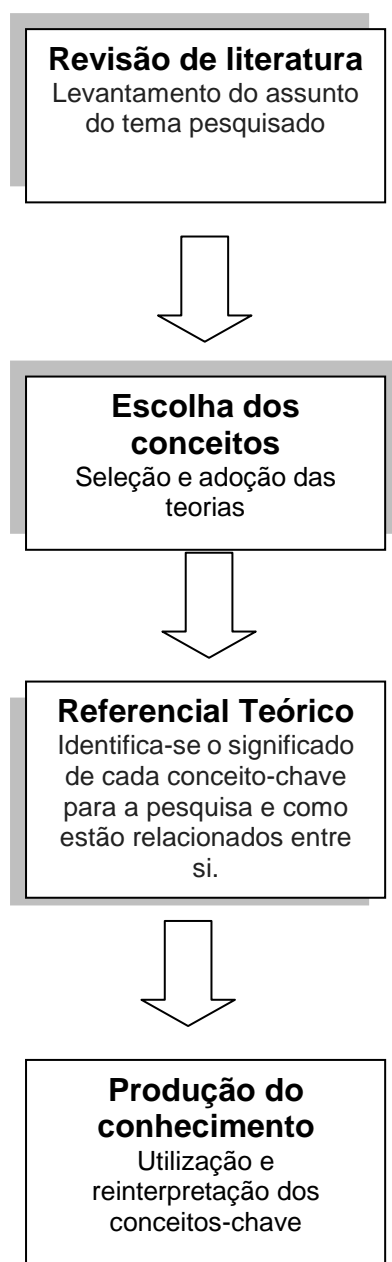 Revisão de literatura
Levantamento do assunto
do tema pesquisado
Escolha dos
conceitos
Seleção e adoção das
teorias
Referencial Teórico
Identifica-se o significado
de cada conceito-chave
para a pesquisa e como
estão relacionados entre
si.
Produção do
conhecimento
Utilização e
reinterpretação dos
conceitos-chave